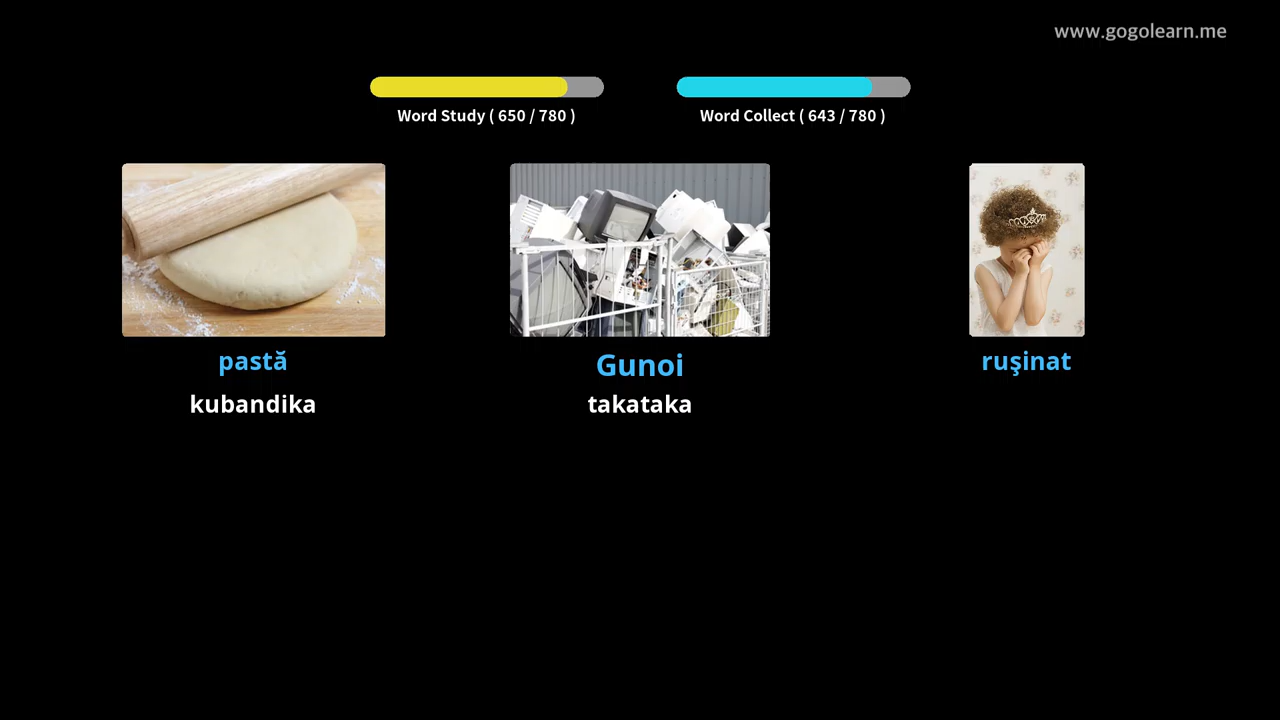 www.gogolearn.me
Word Study ( 650 / 780 )
Word Collect ( 643 / 780 )
pastă
Gunoi
ruşinat
kubandika
takataka